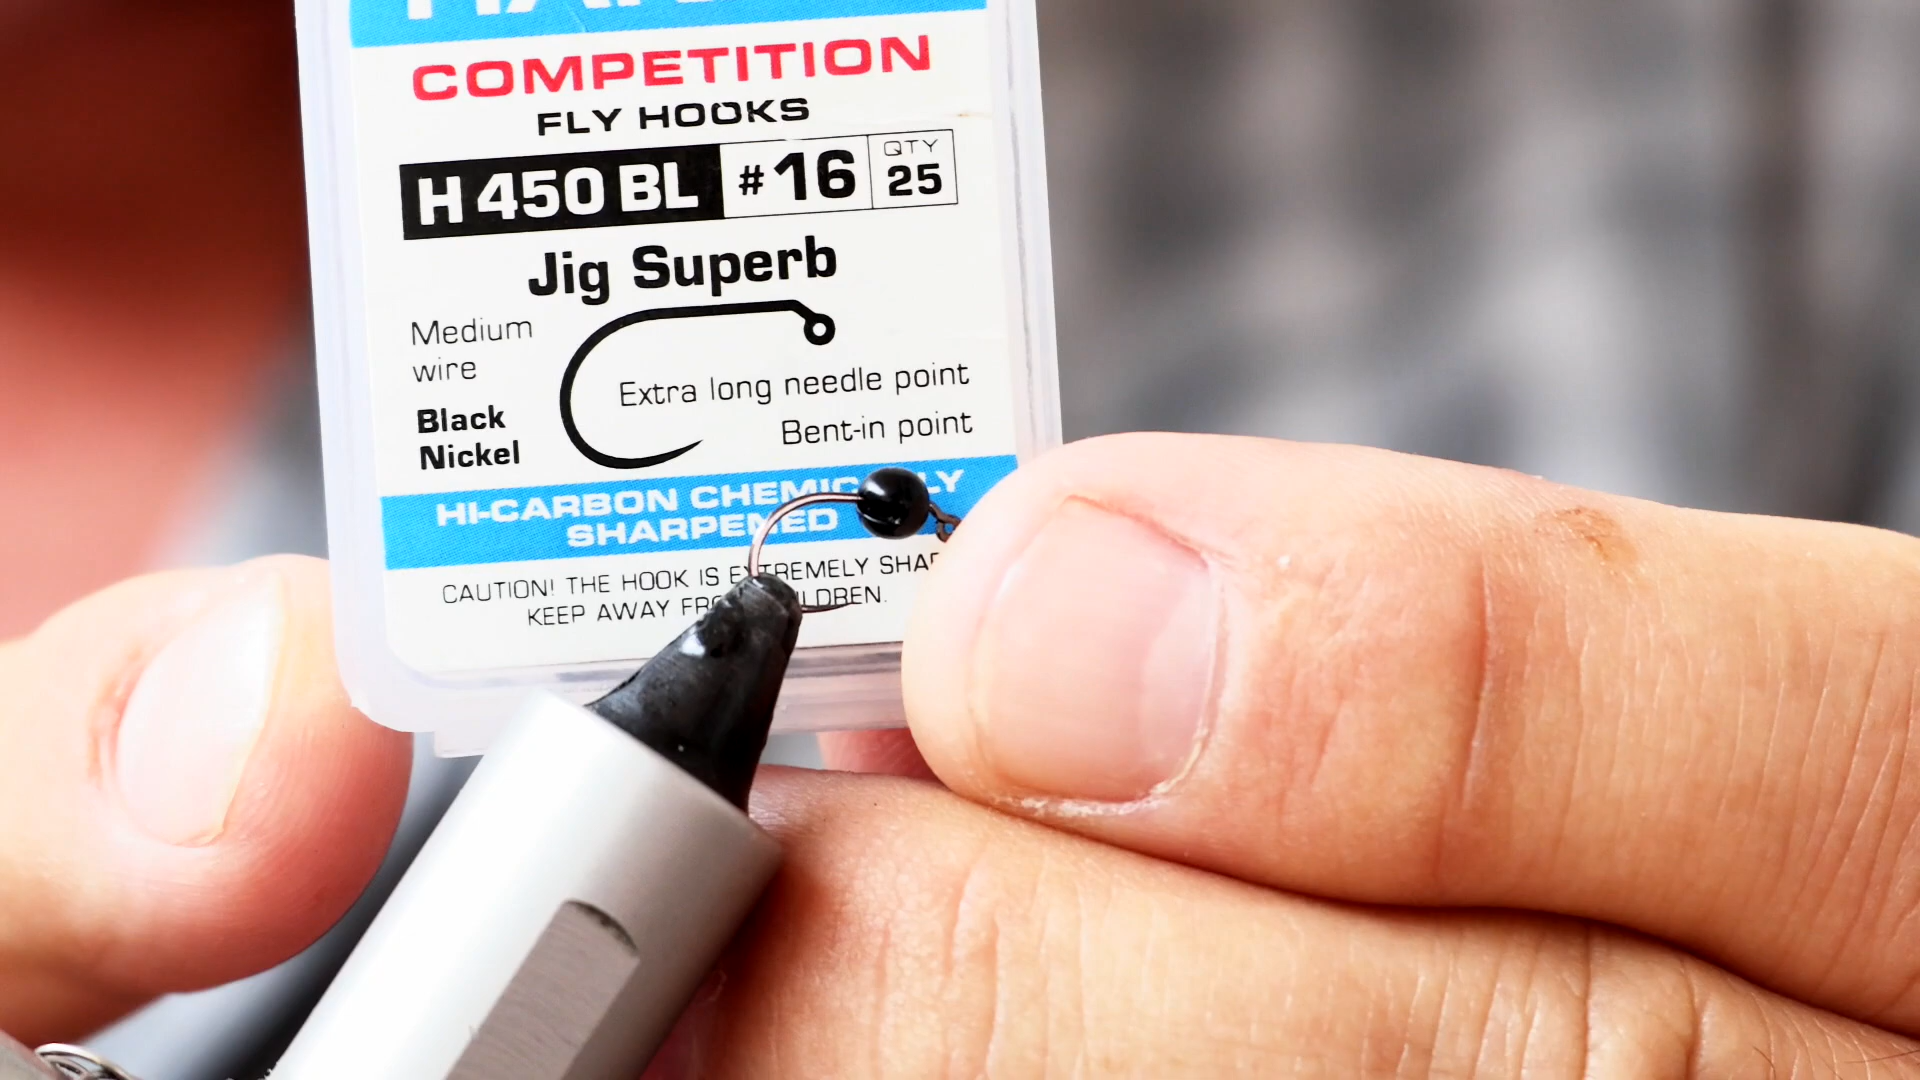 COMPETITION
FLY HOOKS
H 450 BL #16 QTY 25
Jig Superb
Medium
wire
Extra long needle point
Black
Nickel
Bent-in point
HI-CARBON
SHARPENED
CAUTION! THE HOOK IS EXTREMELY
KEEP AWAY